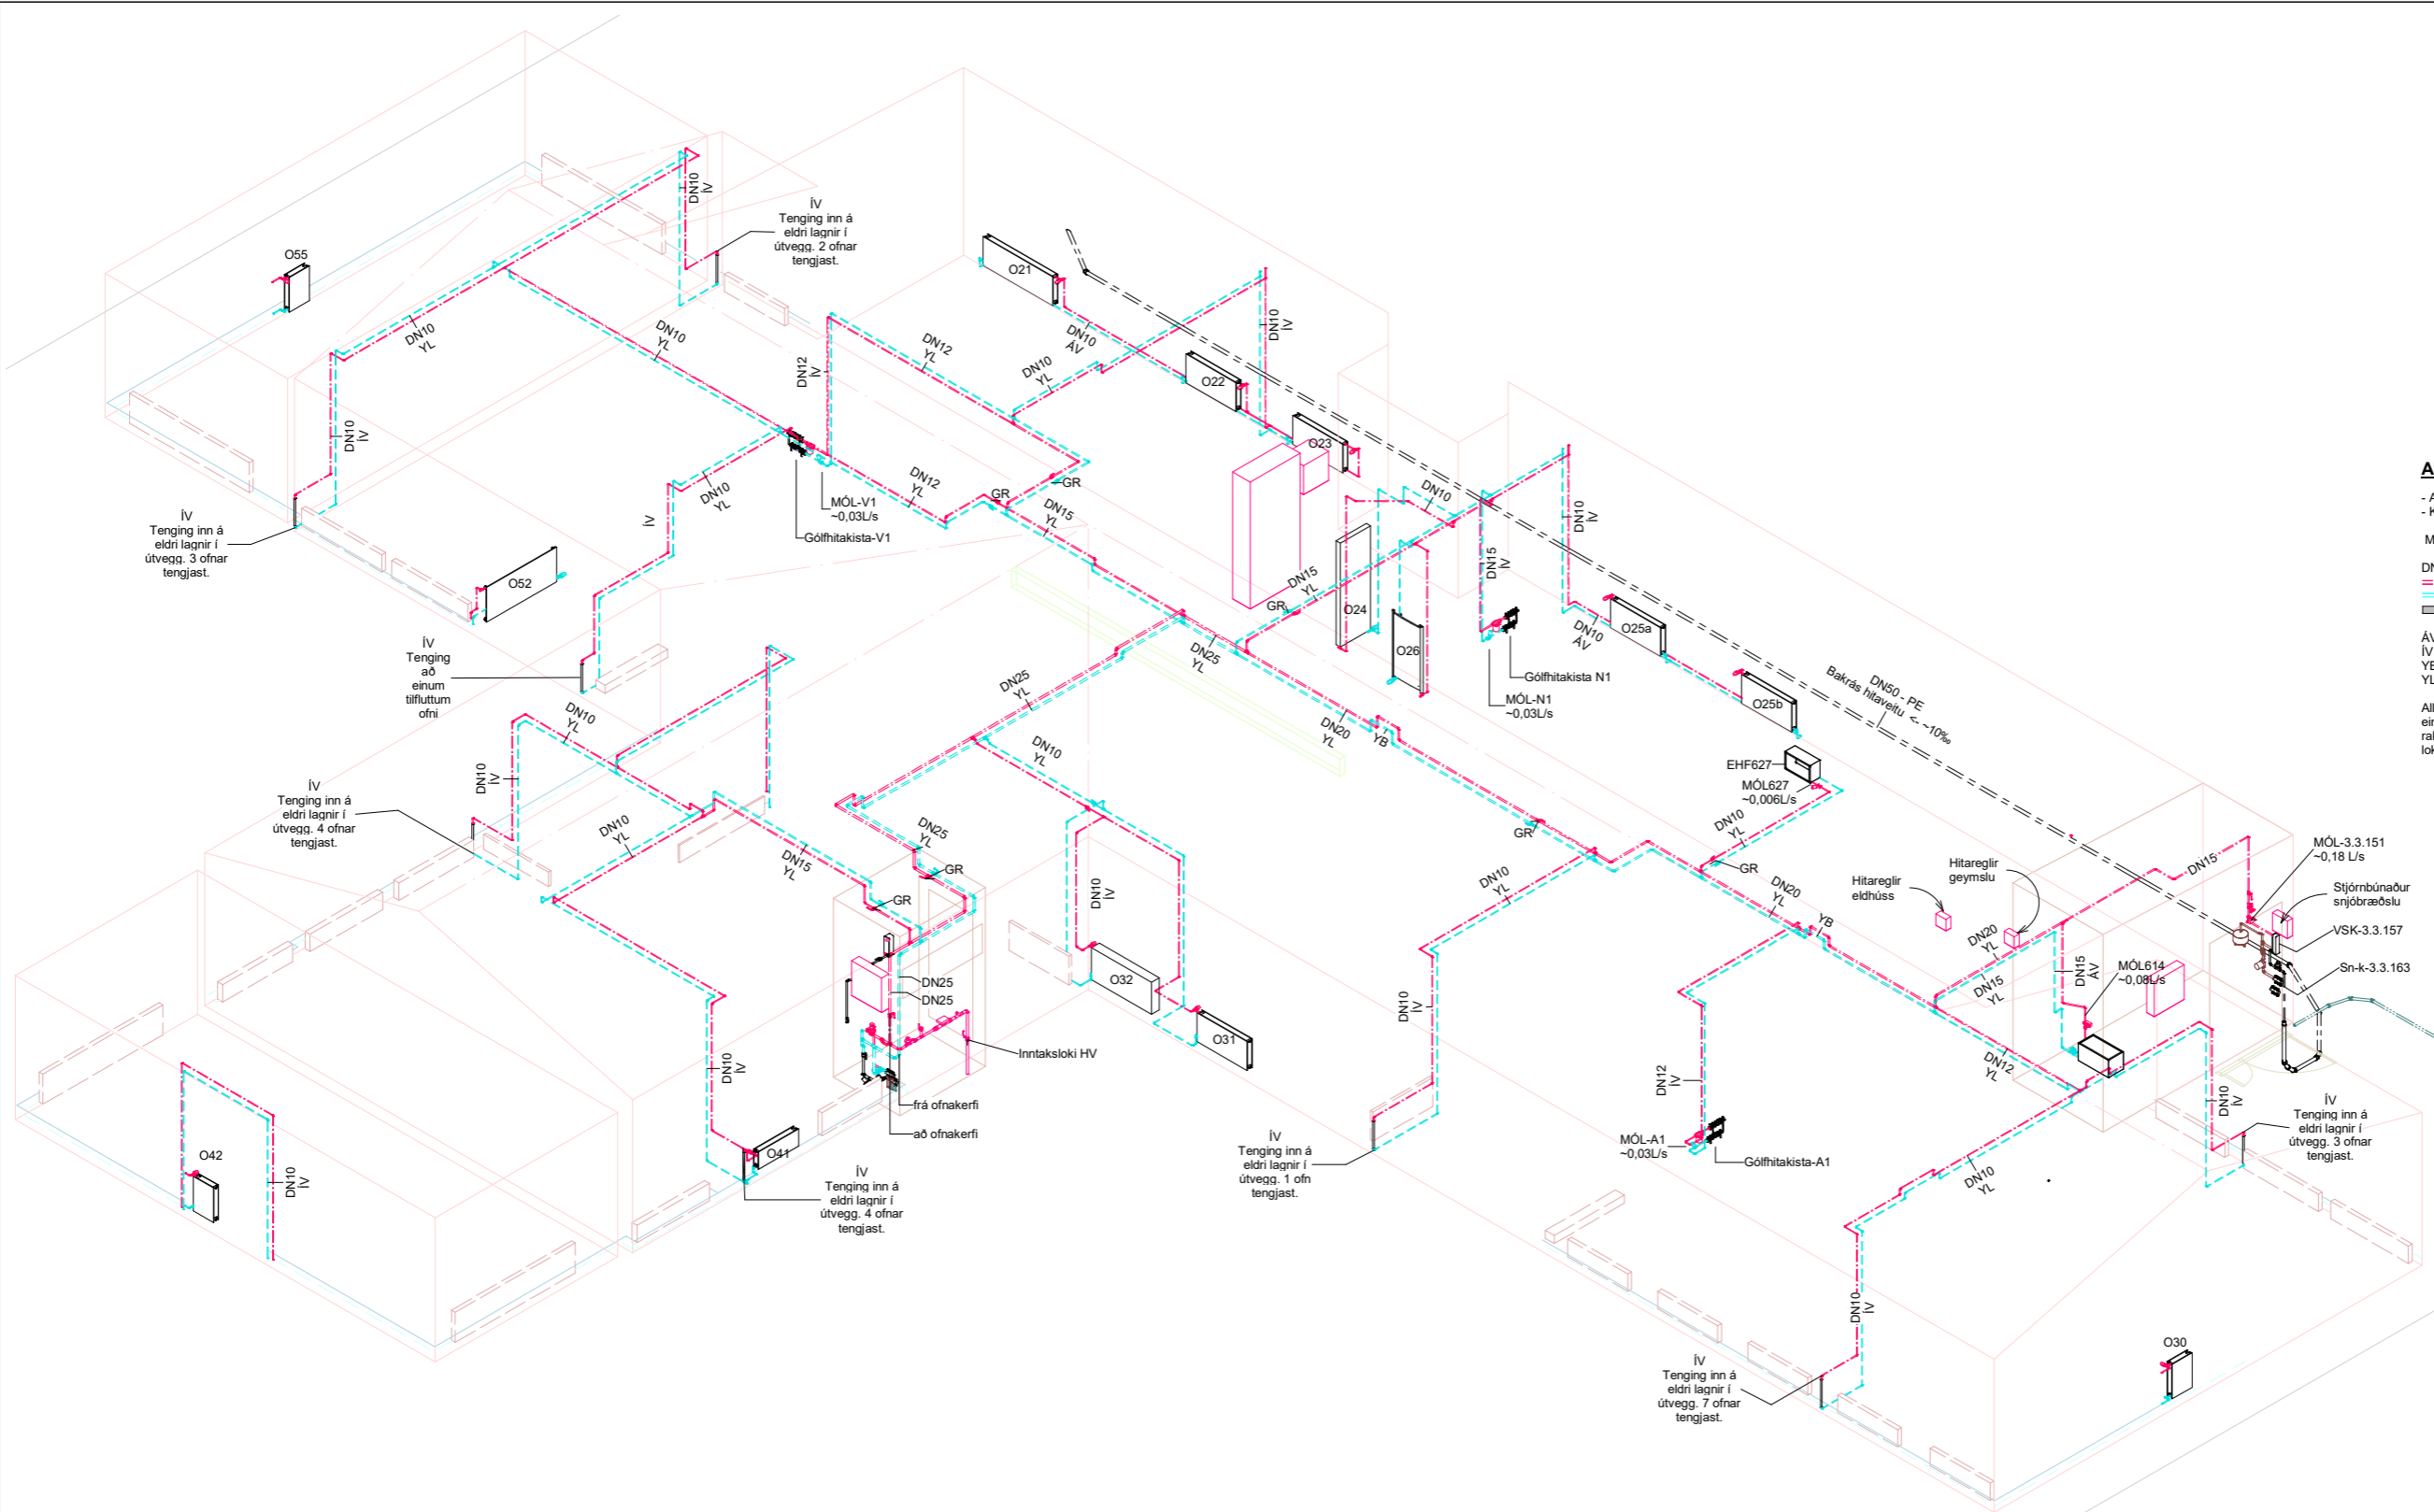 O55
ÍV
Tenging inn á
eldri lagnir í
útvegg. 2 ofnar
tengjast.
DN10
ÍV
DN10
YL
DN10
YL
DN10
ÍV
ÍV
Tenging inn á
eldri lagnir í
útvegg. 3 ofnar
tengjast.
O52
DN10
YL
ÍV
ÍV
Tenging
að
einum
tilfluttum
ofni
DN12
ÍV
DN12
YL
DN10
YL
DN10
ÍV
O21
DN10
ÁV
O22
O23
MÓL-V1
~0,03L/s
Gólfhitakista-V1
DN12
YL
GR
GR
DN15
YL
DN10
DN15
YL
GR
O24
O26
DN15
ÍV
DN10
ÍV
Gólfhitakista N1
MÓL-N1
~0,03L/s
DN10
ÁV
O25a
O25b
DN50 - PE
Bakrás hitaveitu < ~10‰
EHF627
MÓL627
~0,006L/s
DN25
YL
DN25
YL
DN20
YL
YB
DN10
YL
DN25
YL
GR
GR
DN10
YL
DN10
ÍV
ÍV
Tenging inn á
eldri lagnir í
útvegg. 4 ofnar
tengjast.
DN10
YL
DN15
YL
DN25
DN25
Inntaksloki HV
frá ofnakerfi
að ofnakerfi
DN10
ÍV
O32
O31
DN10
ÍV
O41
ÍV
Tenging inn á
eldri lagnir í
útvegg. 4 ofnar
tengjast.
O42
DN10
ÍV
GR
DN10
YL
GR
DN10
YL
DN20
YL
YB
DN10
ÍV
ÍV
Tenging inn á
eldri lagnir í
útvegg. 1 ofn
tengjast.
DN12
ÍV
MÓL-A1
~0,03L/s
Gólfhitakista-A1
Hitareglir
eldhúss
Hitareglir
geymslu
DN15
DN20
YL
DN15
YL
DN15
ÁV
MÓL614
~0,08L/s
MÓL-3.3.151
~0,18 L/s
Stjórnbúnaður
snjóbræðslu
VSK-3.3.157
Sn-k-3.3.163
DN12
YL
DN10
ÍV
ÍV
Tenging inn á
eldri lagnir í
útvegg. 3 ofnar
tengjast.
DN10
YL
DN10
ÍV
ÍV
Tenging inn á
eldri lagnir í
útvegg. 7 ofnar
tengjast.
O30
A
- A
- K
M
DN
ÁV
ÍV
YB
YL
All
ein
ral
lok